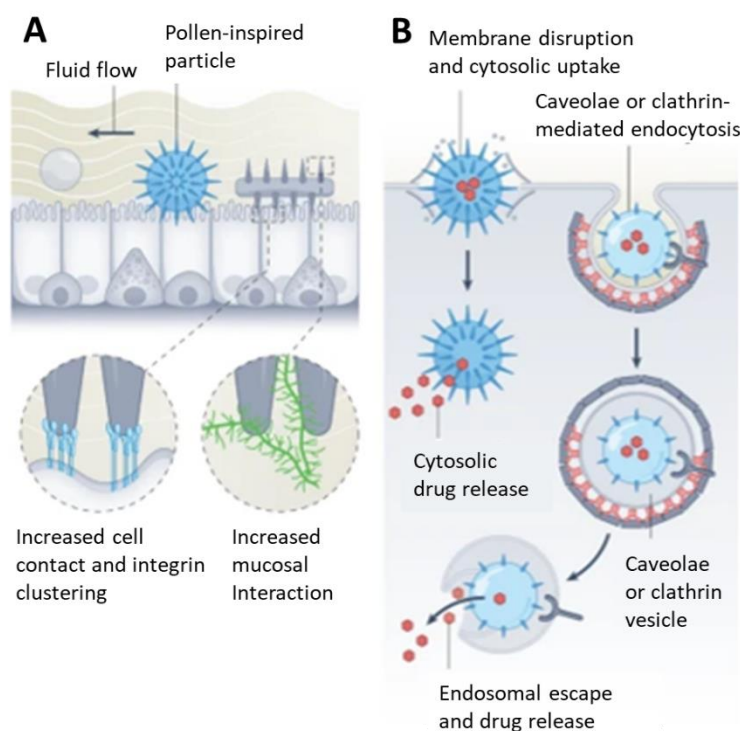 A
Pollen-inspired
particle
Fluid flow
Increased cell
contact and integrin
clustering
Increased
mucosal
Interaction
B
Membrane disruption
and cytosolic uptake
Caveolae or clathrin-
mediated endocytosis
Cytosolic
drug release
Caveolae
or clathrin
vesicle
Endosomal escape
and drug release